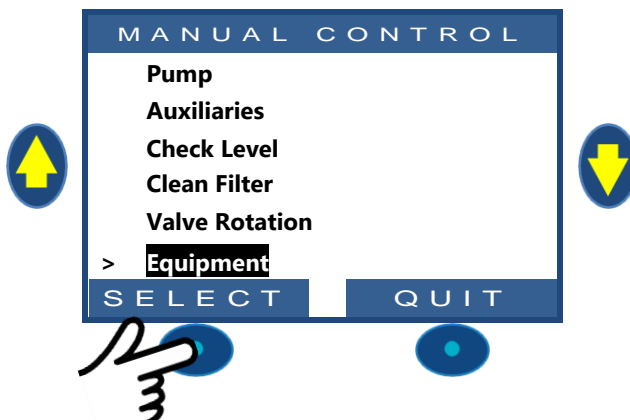 MANUAL CONTROL
Pump
Auxiliaries
Check Level
Clean Filter
Valve Rotation
> Equipment
SELECT QUIT